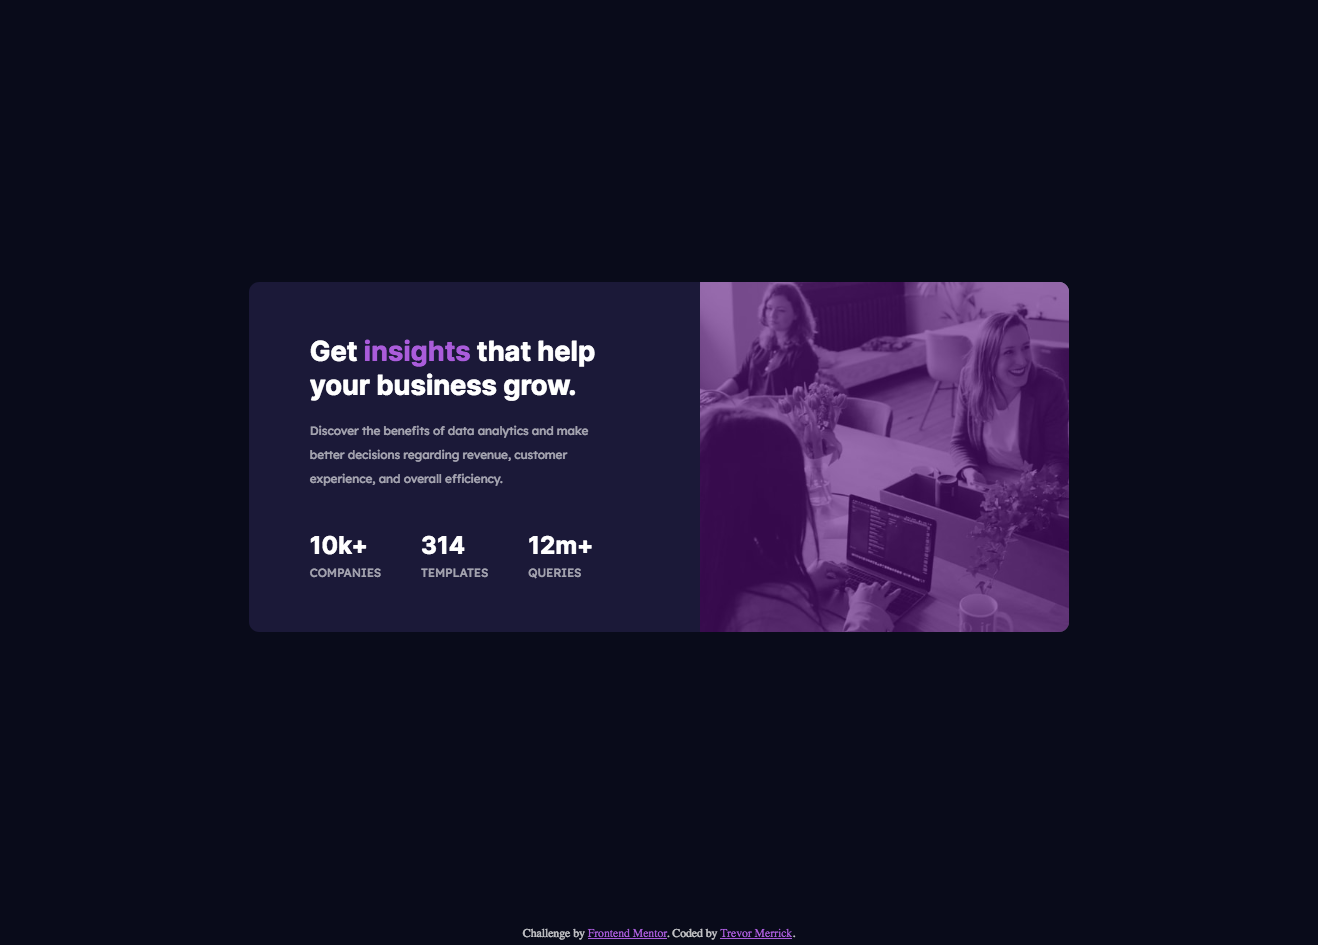 Get insights that help
your business grow.
Discover the benefits of data analytics and make
better decisions regarding revenue, customer
experience, and overall efficiency.
10k+ 314 12m+
COMPANIES TEMPLATES QUERIES
Challenge by Frontend Mentor. Coded by Trevor Merrick.